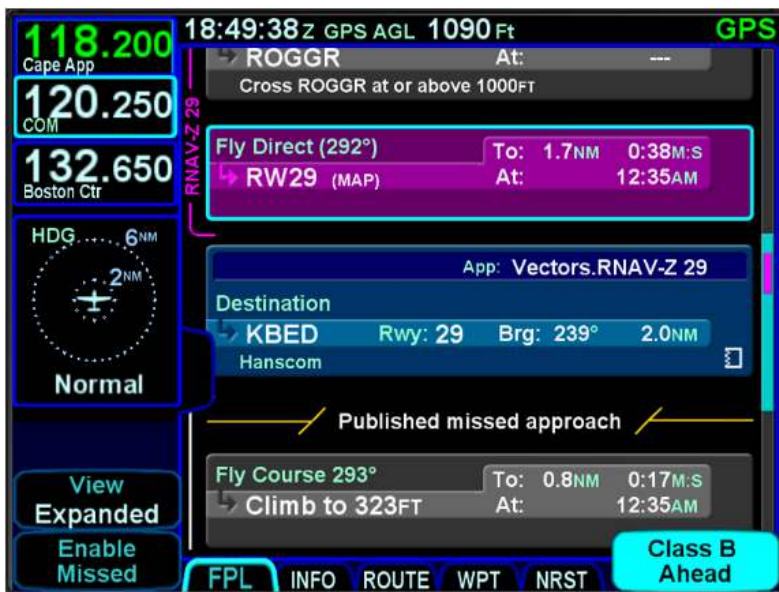 118.200 18:49:38Z GPS AGL 1090 Ft GPS
Cape App
ROGGR At: ---
Cross ROGGR at or above 1000FT
120.250
COM
RNAV-Z 29
Fly Direct (292°) To: 1.7NM 0:38M:S
RW29 (MAP) At: 12:35AM
132.650
Boston Ctr
HDG 6NM
2NM
Normal
App: Vectors.RNAV-Z 29
Destination
KBED Rwy: 29 Brg: 239° 2.0NM
Hanscom
Published missed approach
Fly Course 293° To: 0.8NM 0:17M:S
Climb to 323FT At: 12:35AM
View
Expanded
Enable
Missed
FPL INFO ROUTE WPT NRST
Class B
Ahead